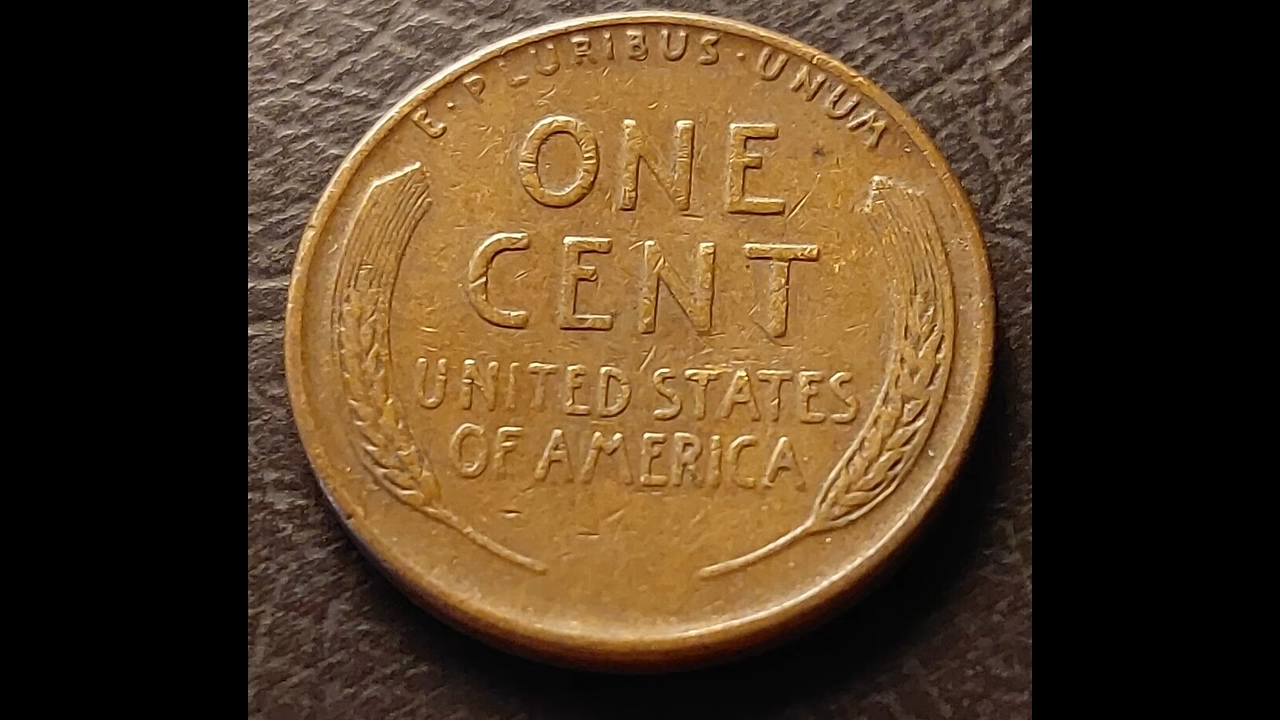 E·PLURIBUS·UNUM
ONE
CENT
UNITED STATES
OF AMERICA